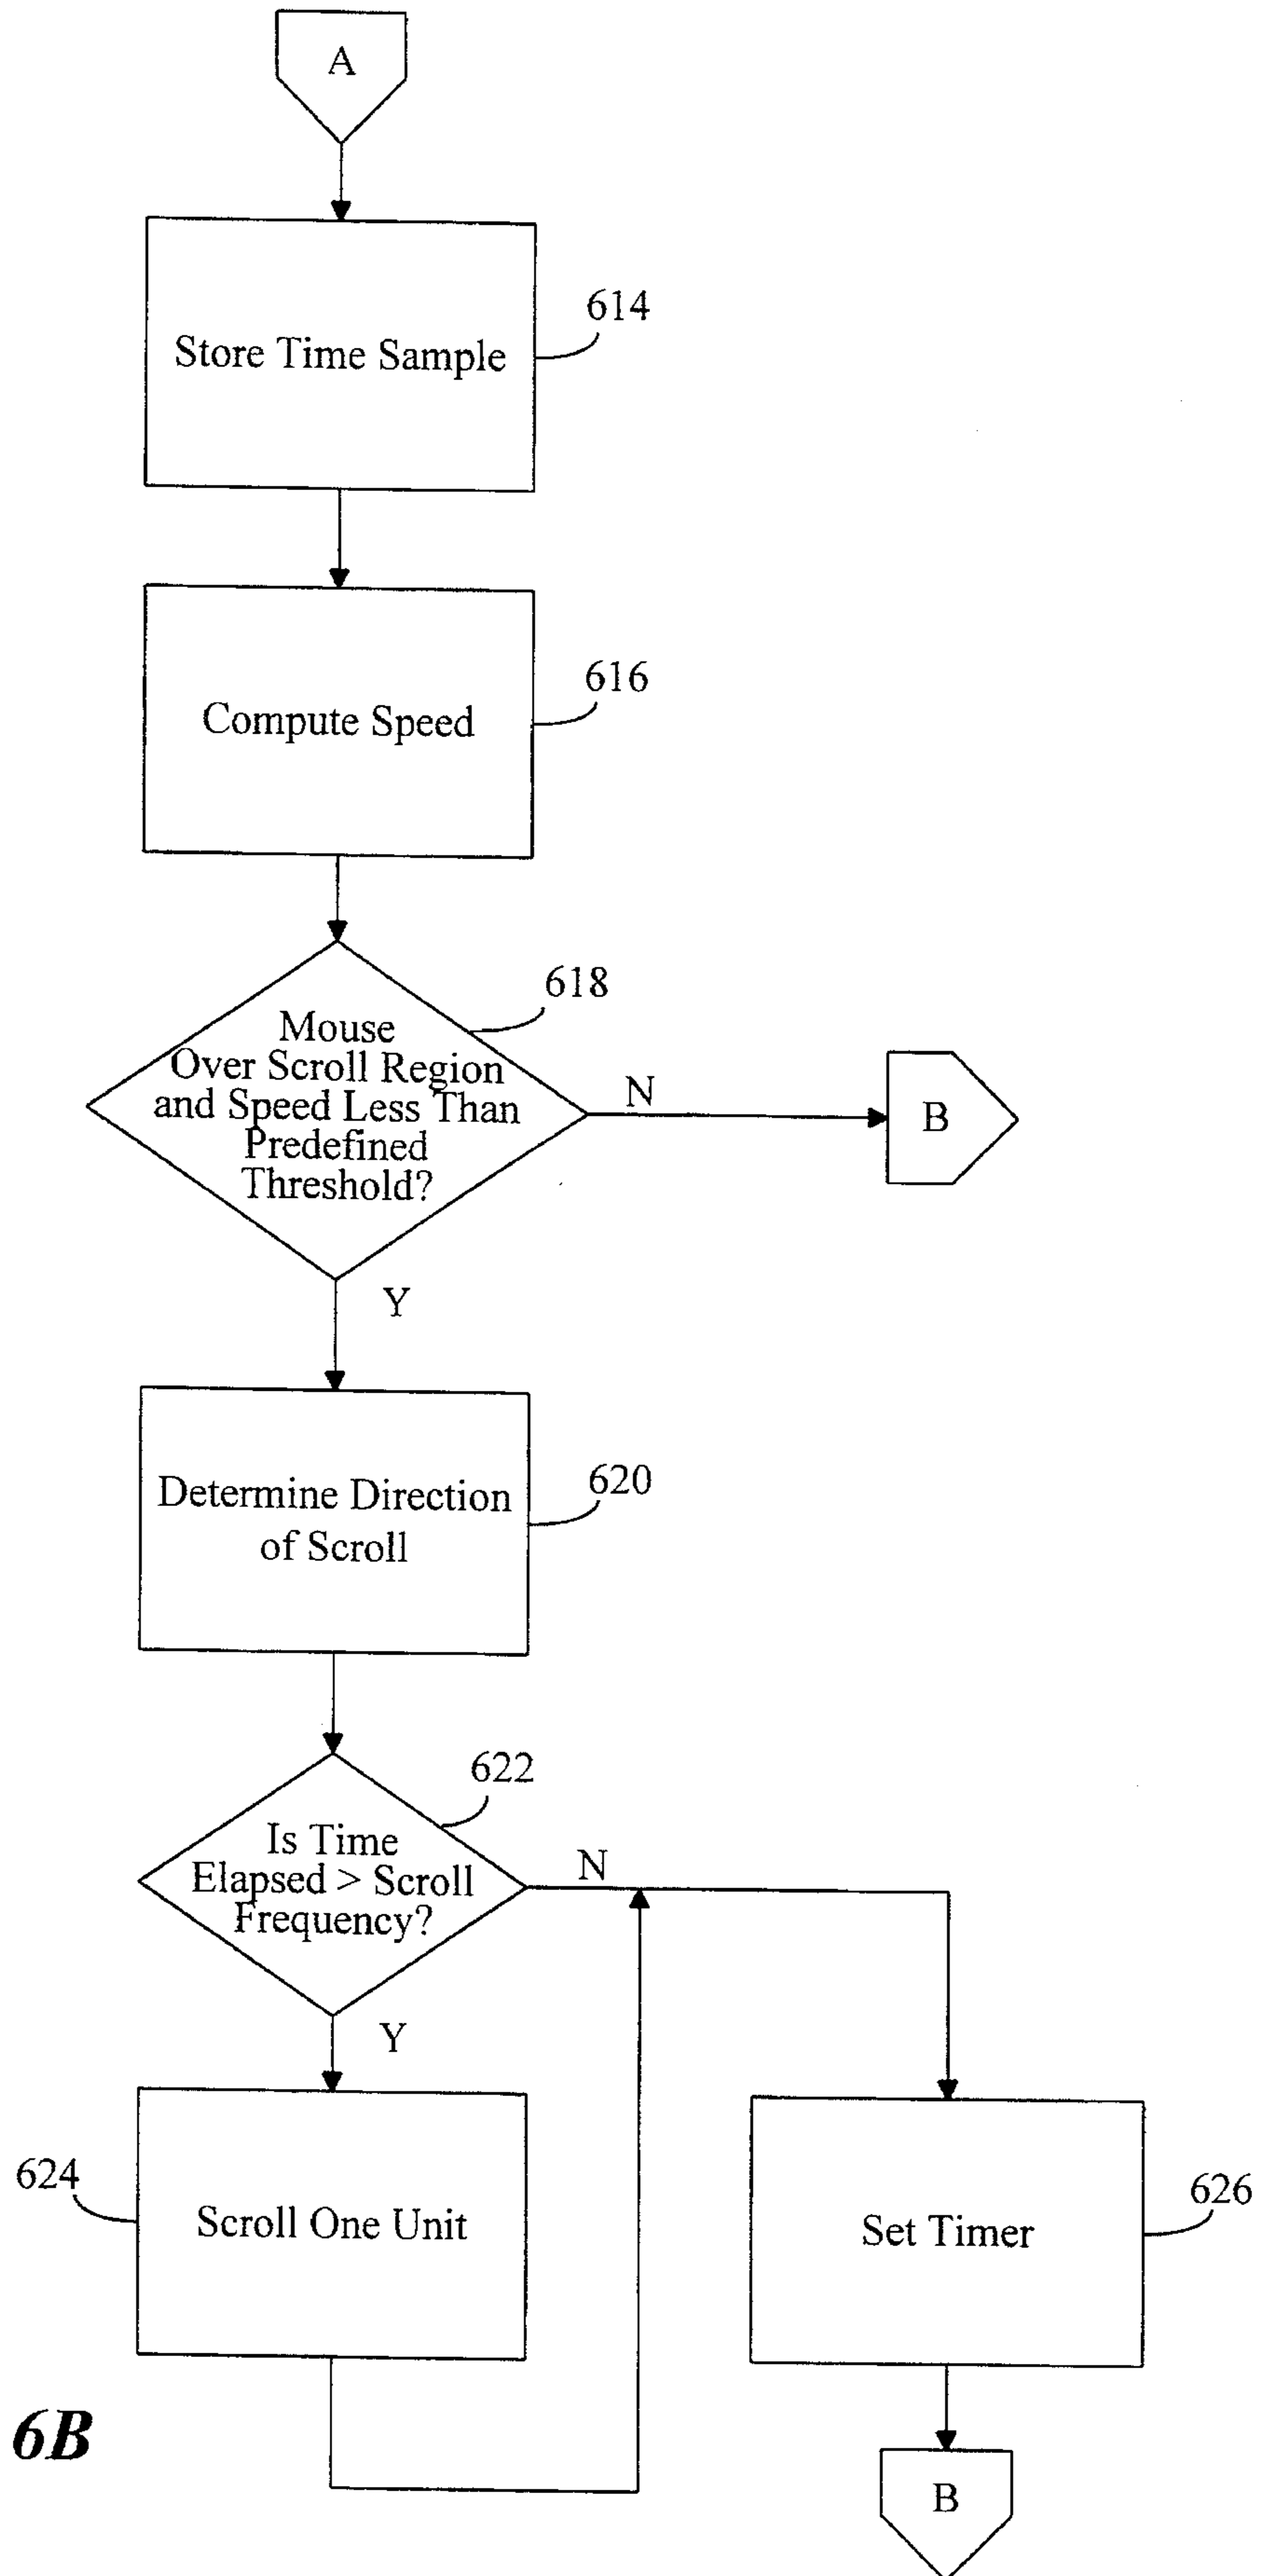 A
614
Store Time Sample
616
Compute Speed
618
Mouse
Over Scroll Region
and Speed Less Than
Predefined
Threshold?
N
B
Y
620
Determine Direction
of Scroll
622
Is Time
Elapsed > Scroll
Frequency?
N
Y
624
Scroll One Unit
626
Set Timer
6B
B